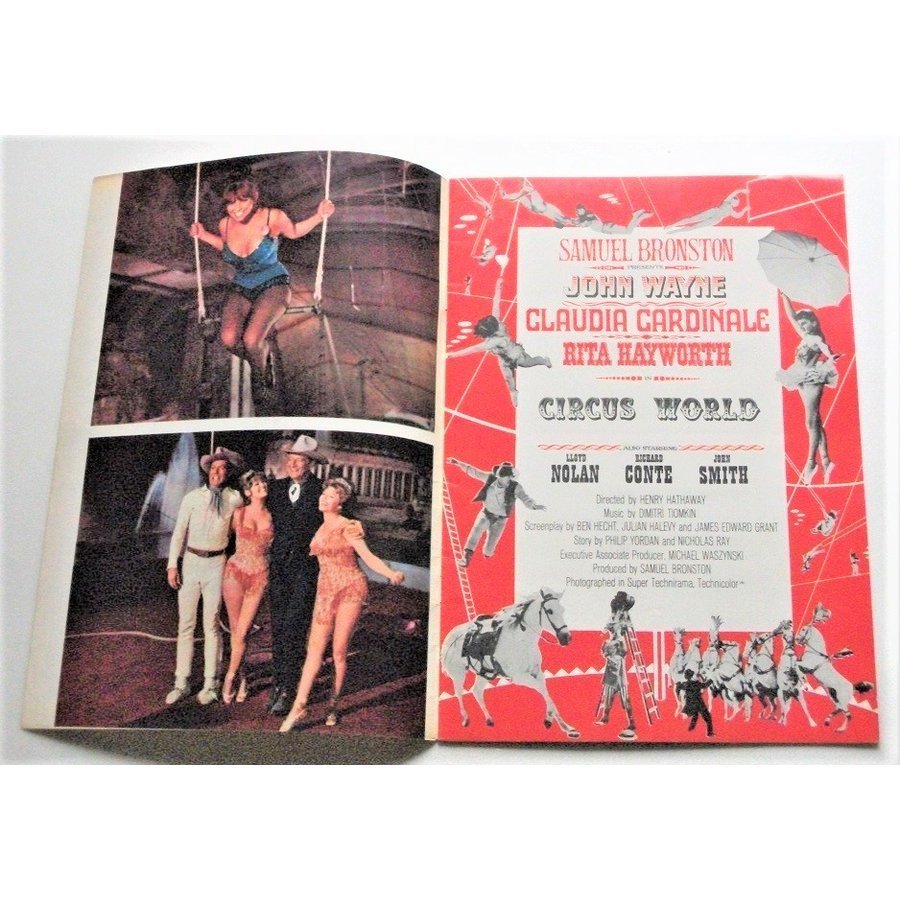 SAMUEL BRONSTON
PRESENTS
JOHN WAYNE
CLAUDIA CARDINALE
RITA HAYWORTH
IN
CIRCUS WORLD
ALSO STARRING
LLOYD NOLAN RICHARD CONTE JOHN SMITH
Directed by HENRY HATHAWAY
Music by DIMITRI TIOMKIN
Screenplay by BEN HECHT, JULIAN HALEVY and JAMES EDWARD GRANT
Story by PHILIP YORDAN and NICHOLAS RAY
Executive Associate Producer, MICHAEL WASZYNSKI
Produced by SAMUEL BRONSTON
Photographed in Super Technirama, Technicolor